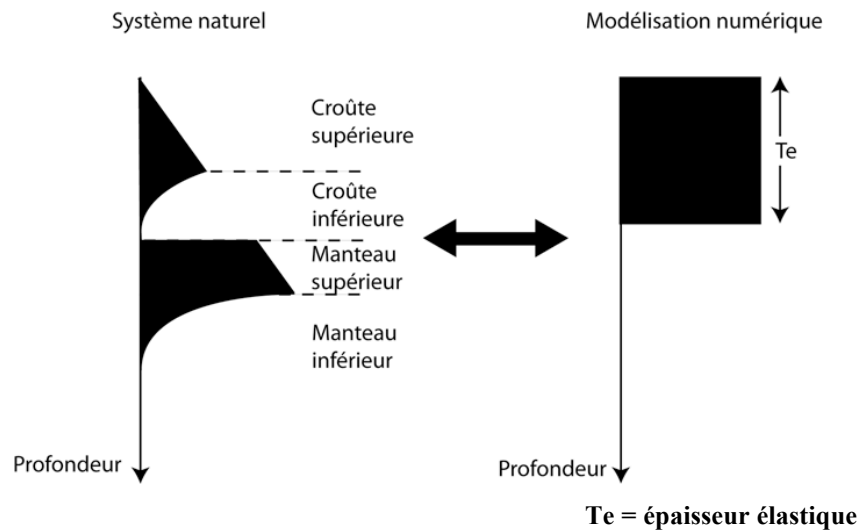 Système naturel
Modélisation numérique
Croûte
supérieure
Croûte
inférieure
Manteau
supérieur
Manteau
inférieur
Profondeur
Te
Profondeur
Te = épaisseur élastique